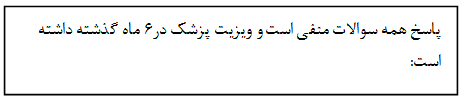 پاسخ همه سوالات منفی است و ویزیت پزشک در۶ ماه گذشته داشته
است: